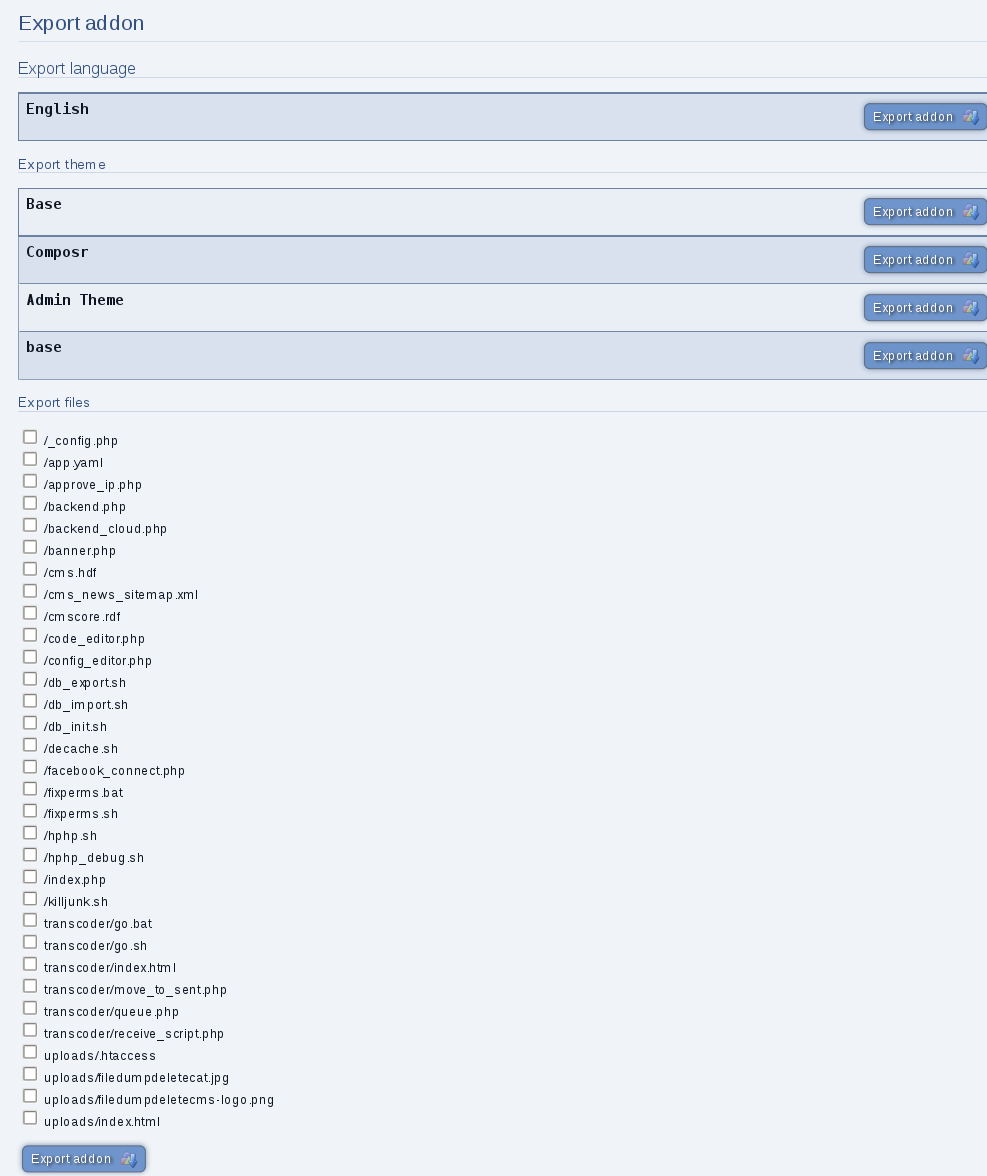 Export addon
Export language
English
Export addon
Export theme
Base
Export addon
Composr
Export addon
Admin Theme
Export addon
base
Export addon
Export files
/_config.php
/app.yaml
/approve_ip.php
/backend.php
/backend_cloud.php
/banner.php
/cms.hdf
/cms_news_sitemap.xml
/cmscore.rdf
/code_editor.php
/config_editor.php
/db_export.sh
/db_import.sh
/db_init.sh
/decache.sh
/facebook_connect.php
/fixperms.bat
/fixperms.sh
/hphp.sh
/hphp_debug.sh
/index.php
/killjunk.sh
transcoder/go.bat
transcoder/go.sh
transcoder/index.html
transcoder/move_to_sent.php
transcoder/queue.php
transcoder/receive_script.php
uploads/.htaccess
uploads/filedumpdeletecat.jpg
uploads/filedumpdeletecms-logo.png
uploads/index.html
Export addon